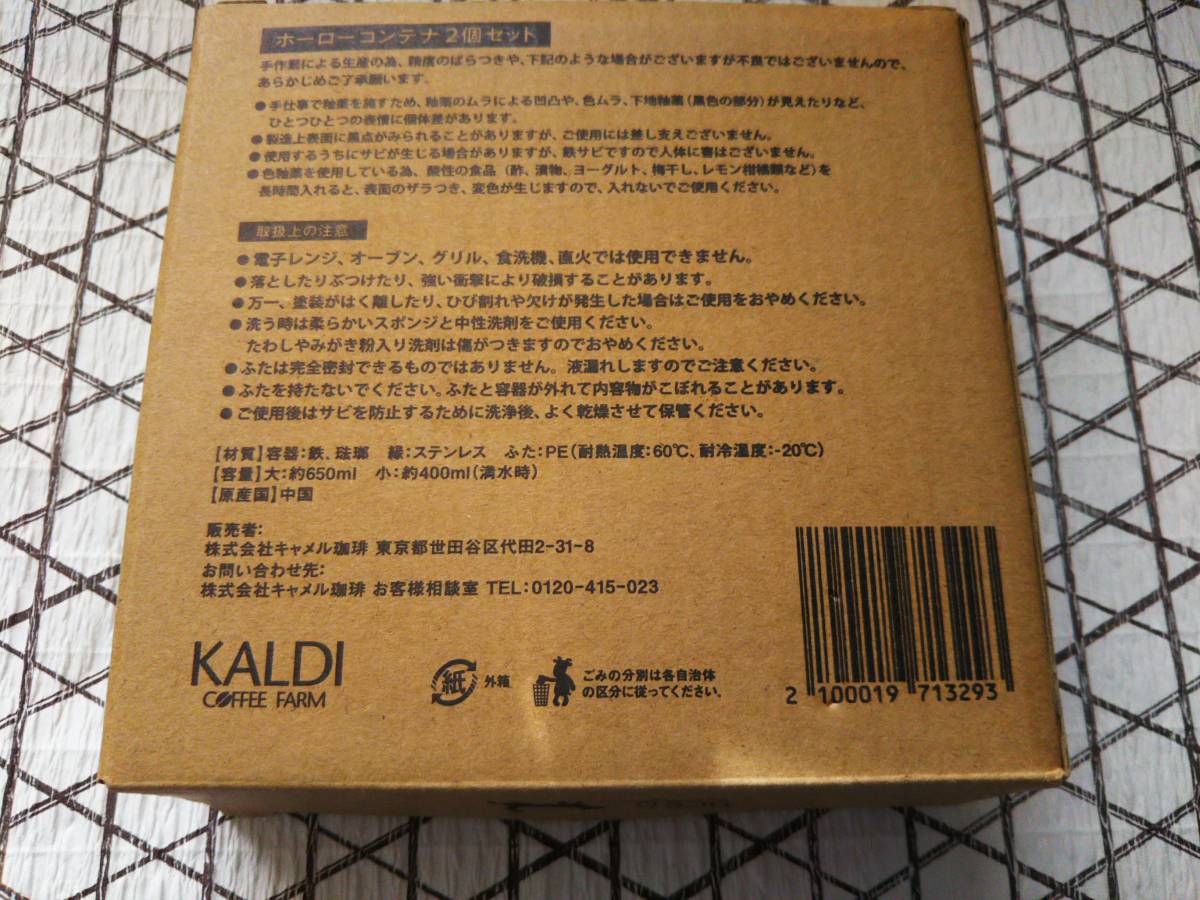 ホーローコンテナ2個セット
手作業による生産の為、精度のばらつきや、下記のような場合がございますが不良ではございませんので、
あらかじめご了承願います。
●手仕事で釉薬を施すため、釉薬のムラによる凹凸や、色ムラ、下地釉薬(黒色の部分)が見えたりなど、
ひとつひとつの表情に個体差があります。
●製造上表面に黒点がみられることがありますが、ご使用には差し支えございません。
●使用するうちにサビが生じる場合がありますが、鉄サビですので人体に害はございません。
●色釉薬を使用している為、酸性の食品(酢、漬物、ヨーグルト、梅干し、レモン柑橘類など)を
長時間入れると、表面のザラつき、変色が生じますので、入れないでご使用ください。
取扱上の注意
●電子レンジ、オーブン、グリル、食洗機、直火では使用できません。
●落としたりぶつけたり、強い衝撃により破損することがあります。
●万一、塗装がはく離したり、ひび割れや欠けが発生した場合はご使用をおやめください。
●洗う時は柔らかいスポンジと中性洗剤をご使用ください。
たわしやみがき粉入り洗剤は傷がつきますのでおやめください。
●ふたは完全密封できるものではありません。液漏れしますのでご注意ください。
●ふたを持たないでください。ふたと容器が外れて内容物がこぼれることがあります。
●ご使用後はサビを防止するために洗浄後、よく乾燥させて保管ください。
【材質】容器:鉄、琺瑯 縁:ステンレス ふた:PE(耐熱温度:60℃、耐冷温度:-20℃)
【容量】大:約650ml 小:約400ml(満水時)
【原産国】中国
販売者:
株式会社キャメル珈琲 東京都世田谷区代田2-31-8
お問い合わせ先:
株式会社キャメル珈琲 お客様相談室 TEL:0120-415-023
KALDI
COFFEE FARM
紙 外箱
ごみの分別は各自治体
の区分に従ってください。
2 100019 713293